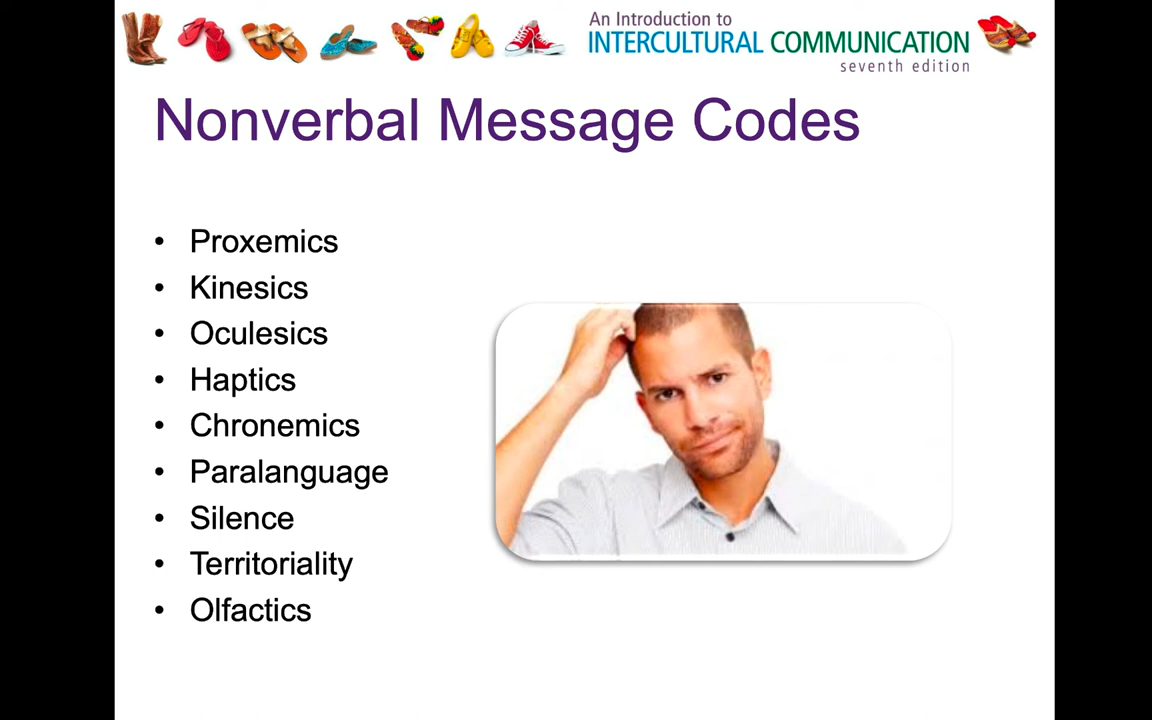 An Introduction to
INTERCULTURAL COMMUNICATION
seventh edition
Nonverbal Message Codes
• Proxemics
• Kinesics
• Oculesics
• Haptics
• Chronemics
• Paralanguage
• Silence
• Territoriality
• Olfactics